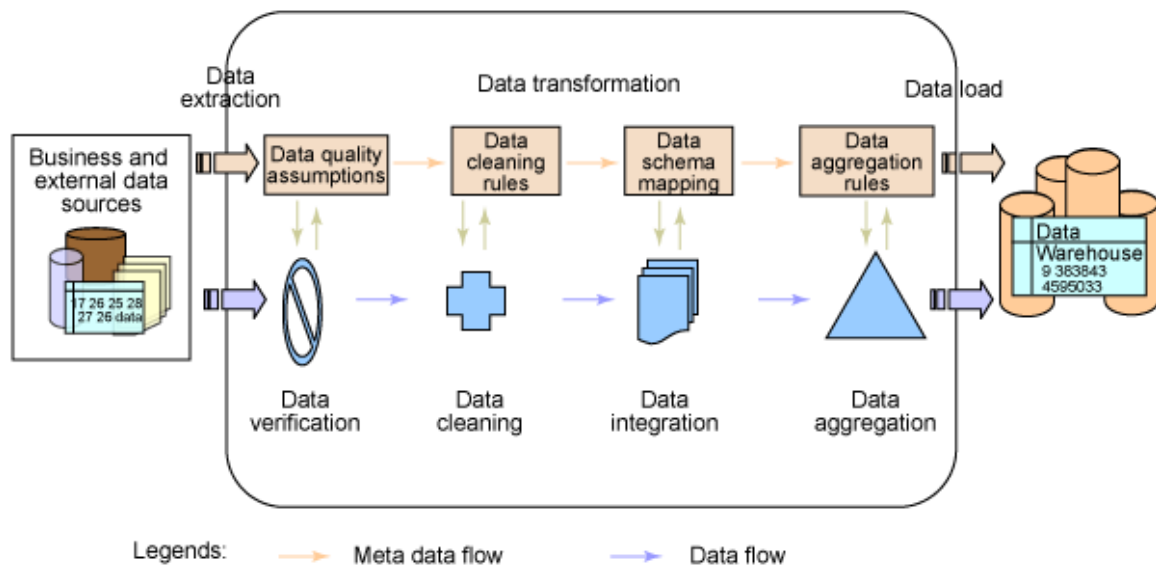 Data
extraction
Data transformation
Data load
Business and
external data
sources
17 26 25 28
27 26 data
Data quality
assumptions
Data
cleaning
rules
Data
schema
mapping
Data
aggregation
rules
Data
Warehouse
9 383843
4595033
Data
verification
Data
cleaning
Data
integration
Data
aggregation
Legends:
Meta data flow
Data flow